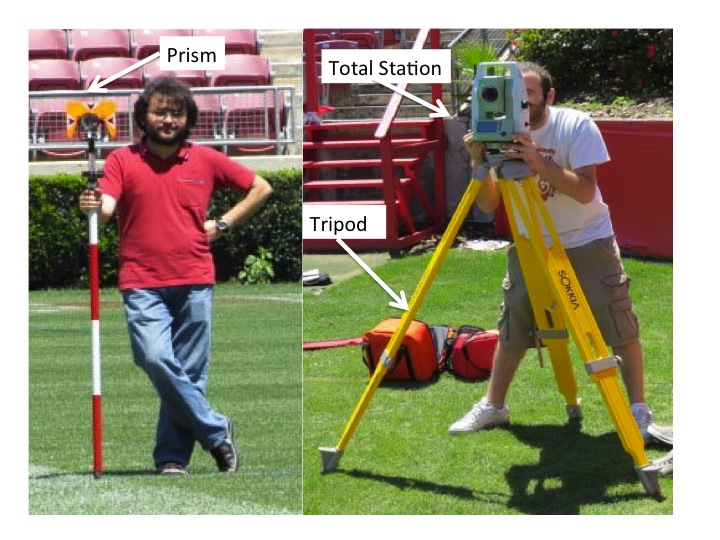 Prism
Total Station
Tripod
SOKKIA